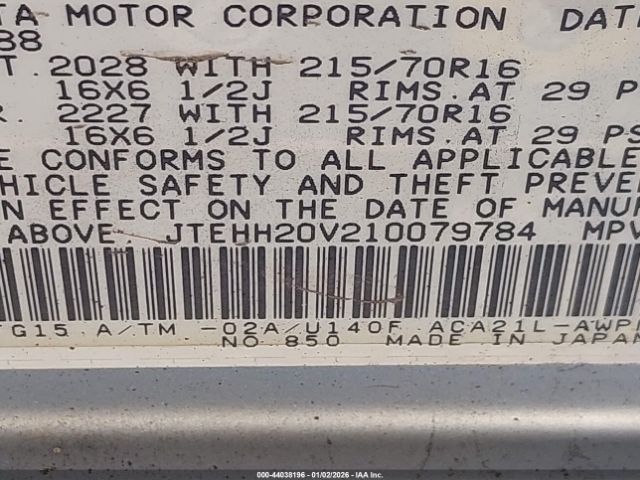 TA MOTOR CORPORATION DAT
88
T. 2028 WITH 215/70R16
16X6 1/2J RIMS.AT 29 P
R. 2227 WITH 215/70R16
16X6 1/2J RIMS.AT 29 PS
E CONFORMS TO ALL APPLICABLE
HICLE SAFETY AND THEFT PREVE
N EFFECT ON THE DATE OF MANU
ABOVE. JTEHH20V210079784 MPV
G15 A/TM -02A/U140F ACA21L-AWP
NO 850 MADE IN JAPAN
000-44038196 - 01/02/2026 - IAA Inc.